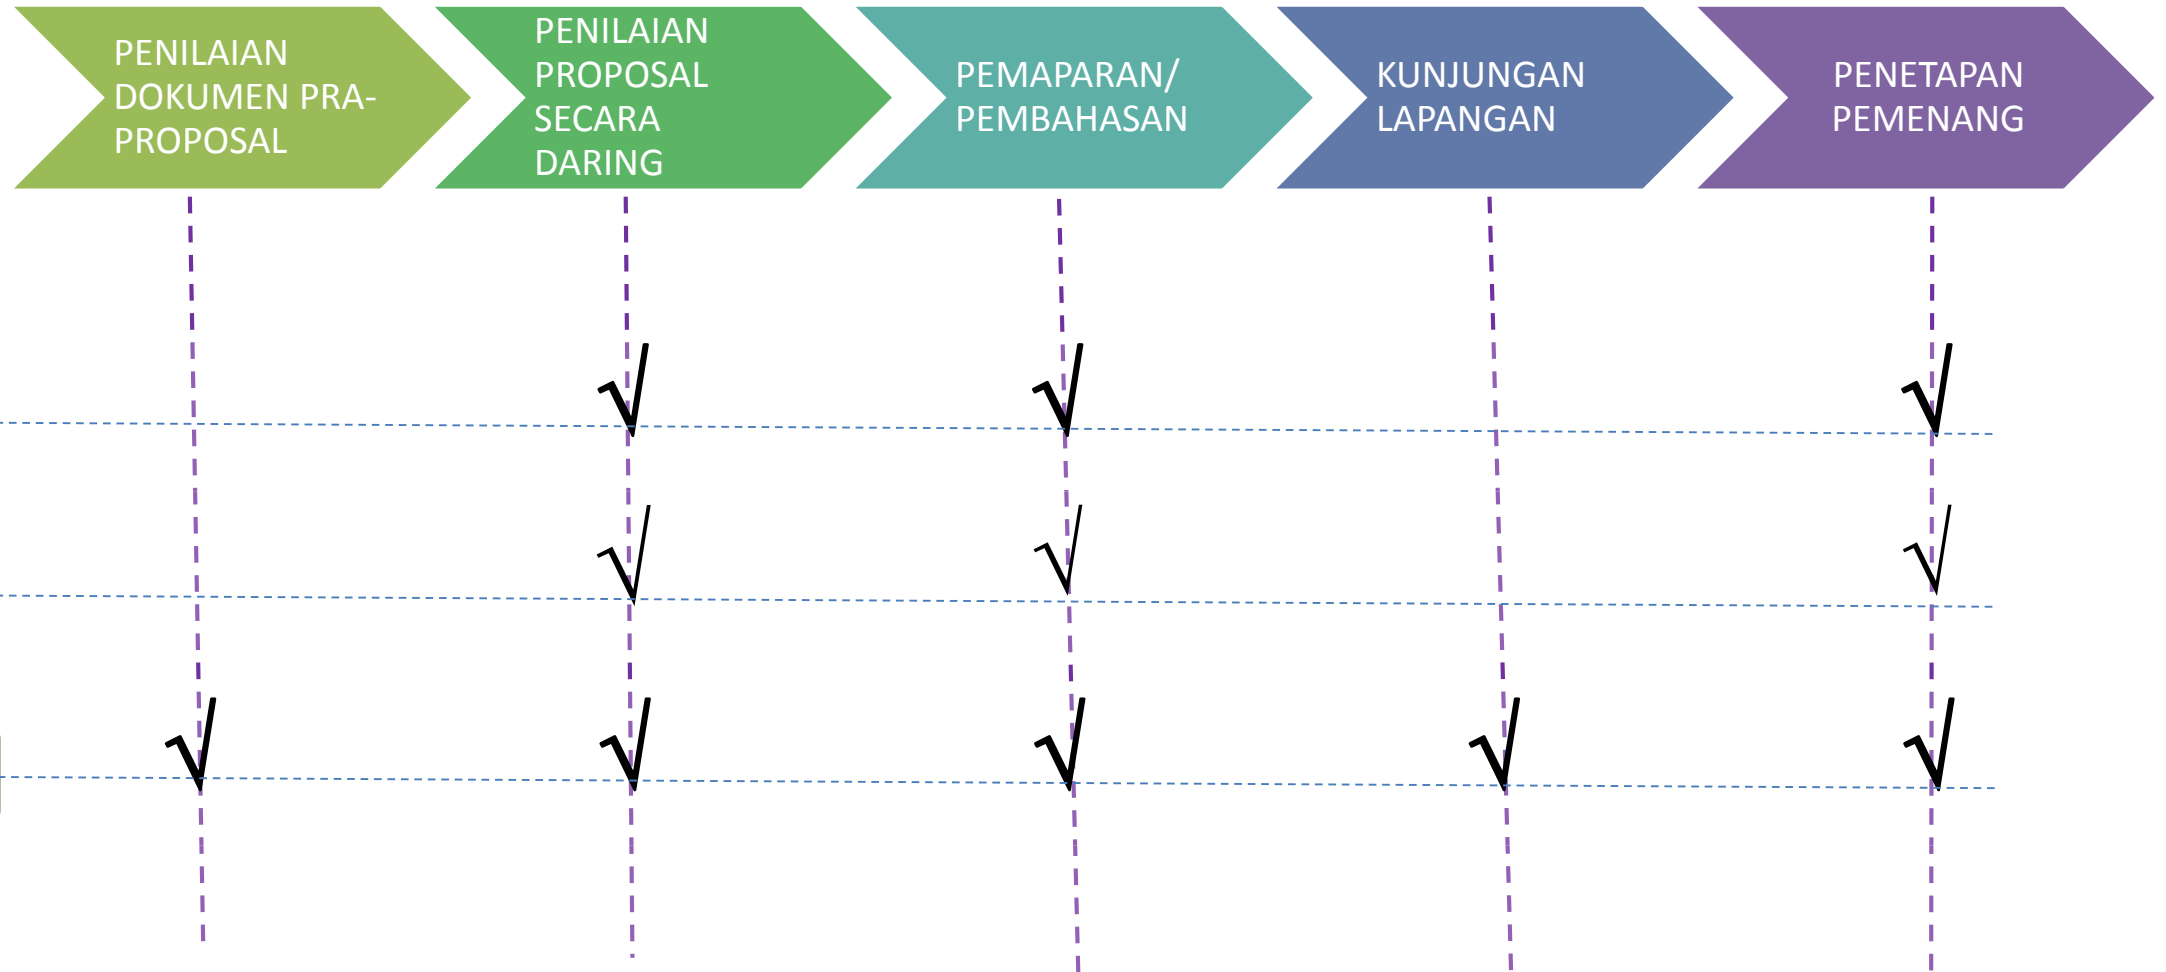 PENILAIAN
DOKUMEN PRA-
PROPOSAL
PENILAIAN
PROPOSAL
SECARA
DARING
PEMAPARAN/
PEMBAHASAN
KUNJUNGAN
LAPANGAN
PENETAPAN
PEMENANG
√ √ √
√ √ √
√ √ √ √ √